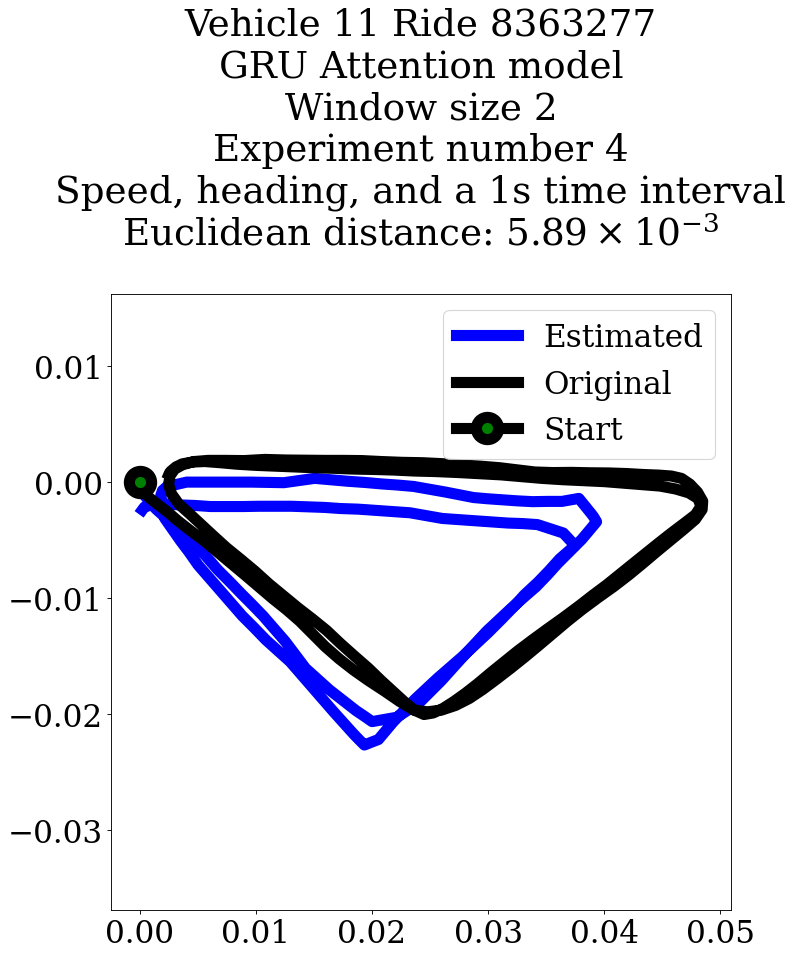 Vehicle 11 Ride 8363277
GRU Attention model
Window size 2
Experiment number 4
Speed, heading, and a 1s time interval
Euclidean distance: 5.89 × 10⁻³
Estimated
Original
Start
0.01
0.00
−0.01
−0.02
−0.03
0.00 0.01 0.02 0.03 0.04 0.05